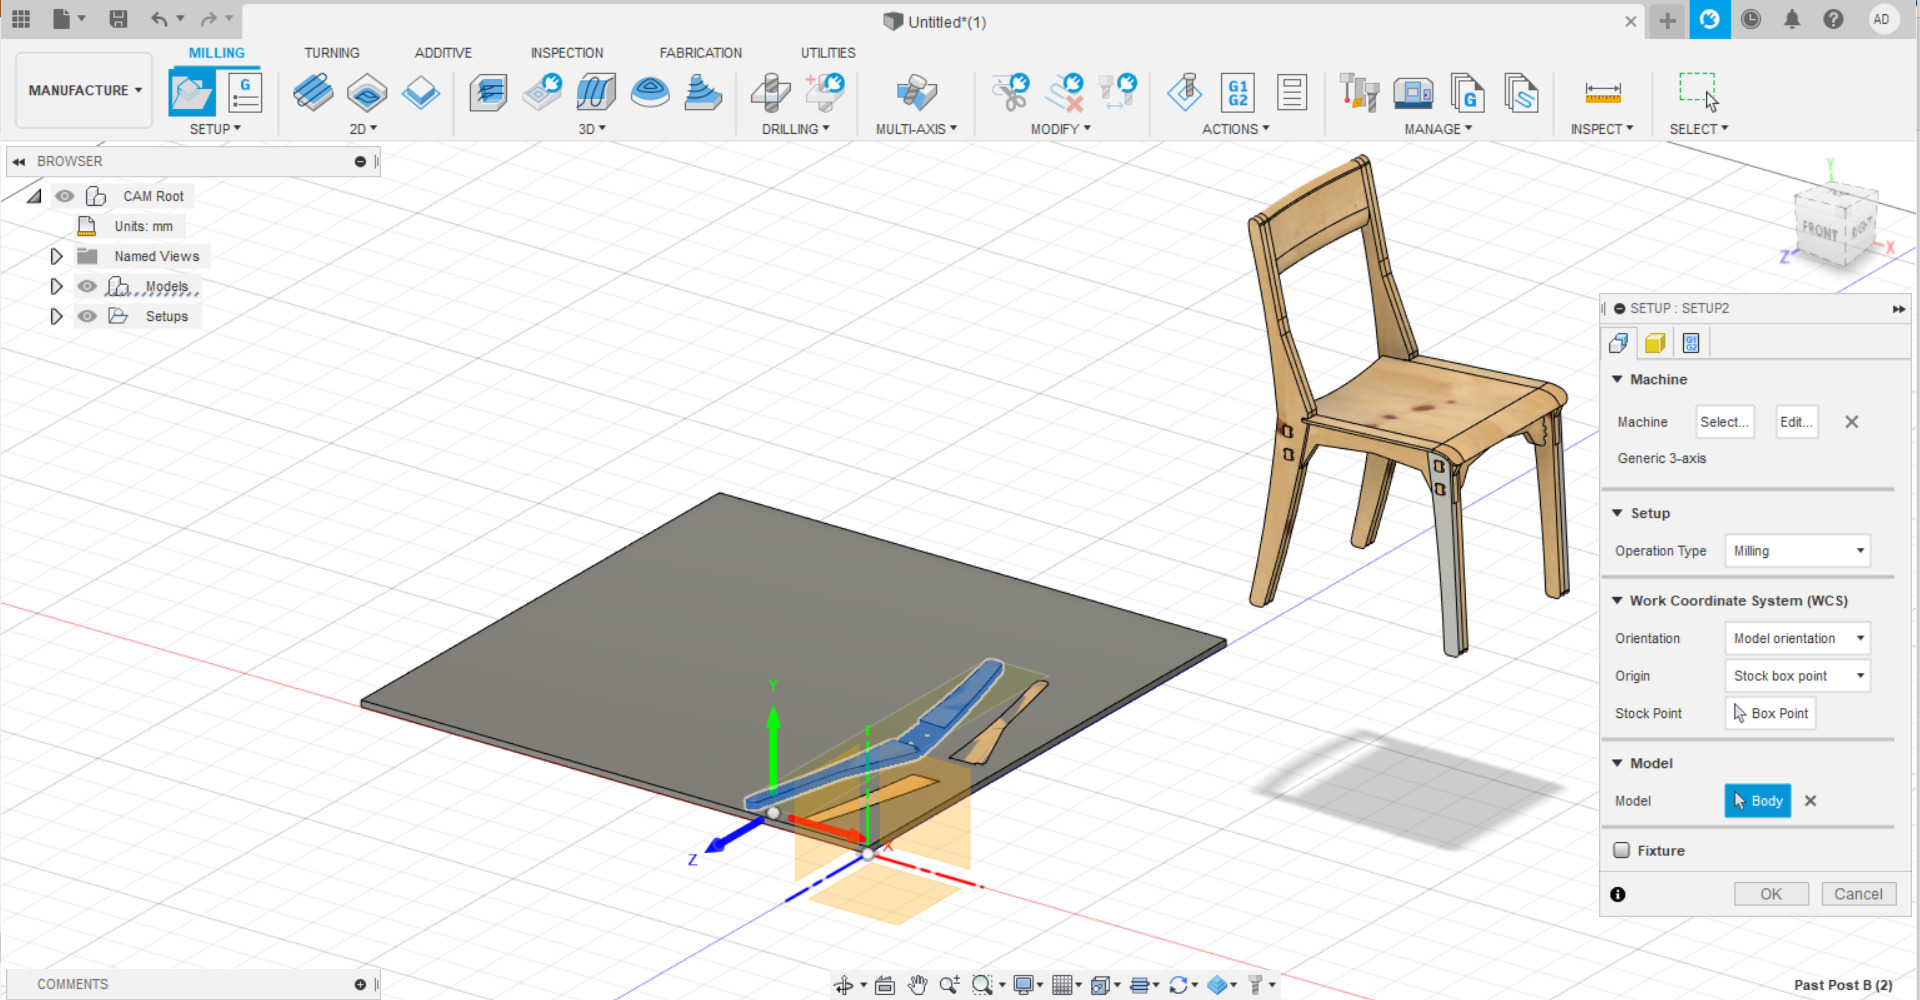 Untitled*(1)
AD
MANUFACTURE
MILLING
TURNING
ADDITIVE
INSPECTION
FABRICATION
UTILITIES
G
G1
G2
G
SETUP
2D
3D
DRILLING
MULTI-AXIS
MODIFY
ACTIONS
MANAGE
INSPECT
SELECT
BROWSER
CAM Root
Units: mm
Named Views
Models
Setups
Y
FRONT
RIGHT
X
Z
SETUP : SETUP2
G1
G2
Machine
Machine
Select...
Edit...
Generic 3-axis
Setup
Operation Type
Milling
Work Coordinate System (WCS)
Orientation
Model orientation
Origin
Stock box point
Stock Point
Box Point
Model
Model
Body
Fixture
OK
Cancel
Y
Z
X
COMMENTS
Past Post B (2)